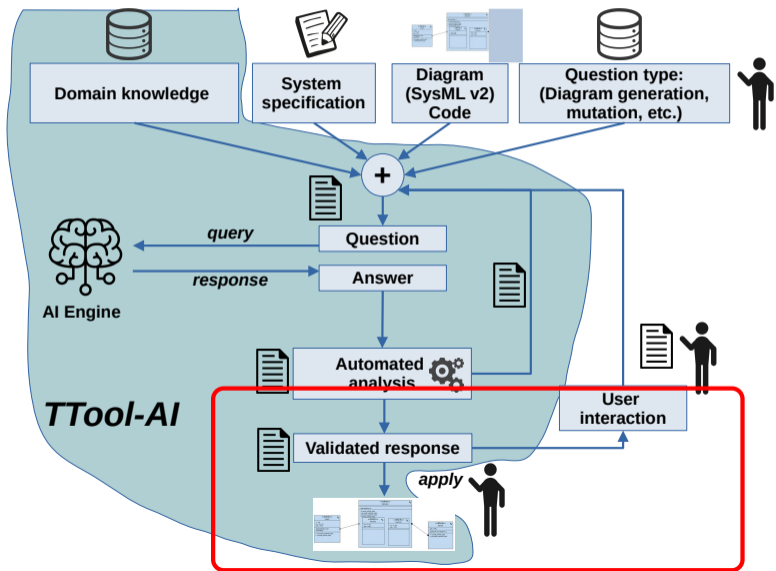 Domain knowledge
System
specification
Diagram
(SysML v2)
Code
Question type:
(Diagram generation,
mutation, etc.)
+
query
Question
response
Answer
AI Engine
Automated
analysis
TTool-AI
User
interaction
Validated response
apply